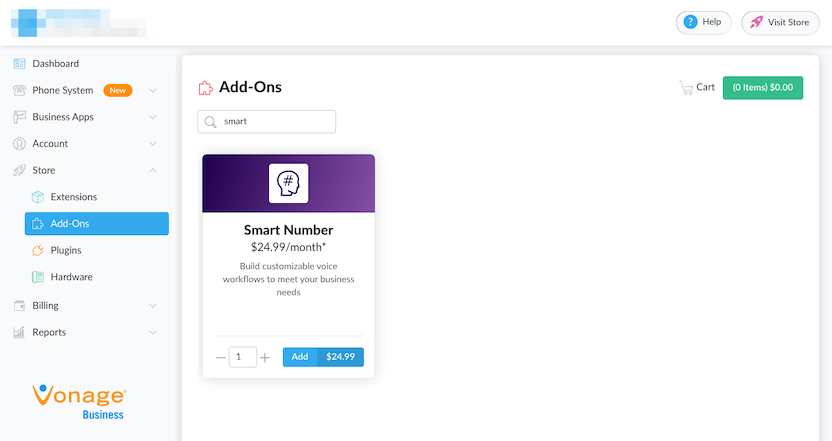 Help
Visit Store
Dashboard
Phone System New
Business Apps
Account
Store
Extensions
Add-Ons
Plugins
Hardware
Billing
Reports
Vonage®
Business
Add-Ons
Cart (0 Items) $0.00
smart
#
Smart Number
$24.99/month*
Build customizable voice
workflows to meet your business
needs
1 Add $24.99